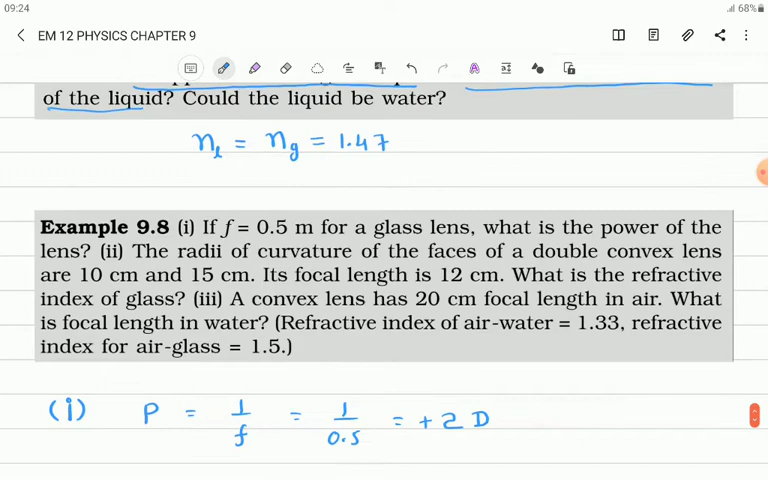 09:24 68%
EM 12 PHYSICS CHAPTER 9
of the liquid? Could the liquid be water?
n_l = n_g = 1.47
Example 9.8 (i) If f = 0.5 m for a glass lens, what is the power of the
lens? (ii) The radii of curvature of the faces of a double convex lens
are 10 cm and 15 cm. Its focal length is 12 cm. What is the refractive
index of glass? (iii) A convex lens has 20 cm focal length in air. What
is focal length in water? (Refractive index of air-water = 1.33, refractive
index for air-glass = 1.5.)
(i) P = 1/f = 1/0.5 = +2 D